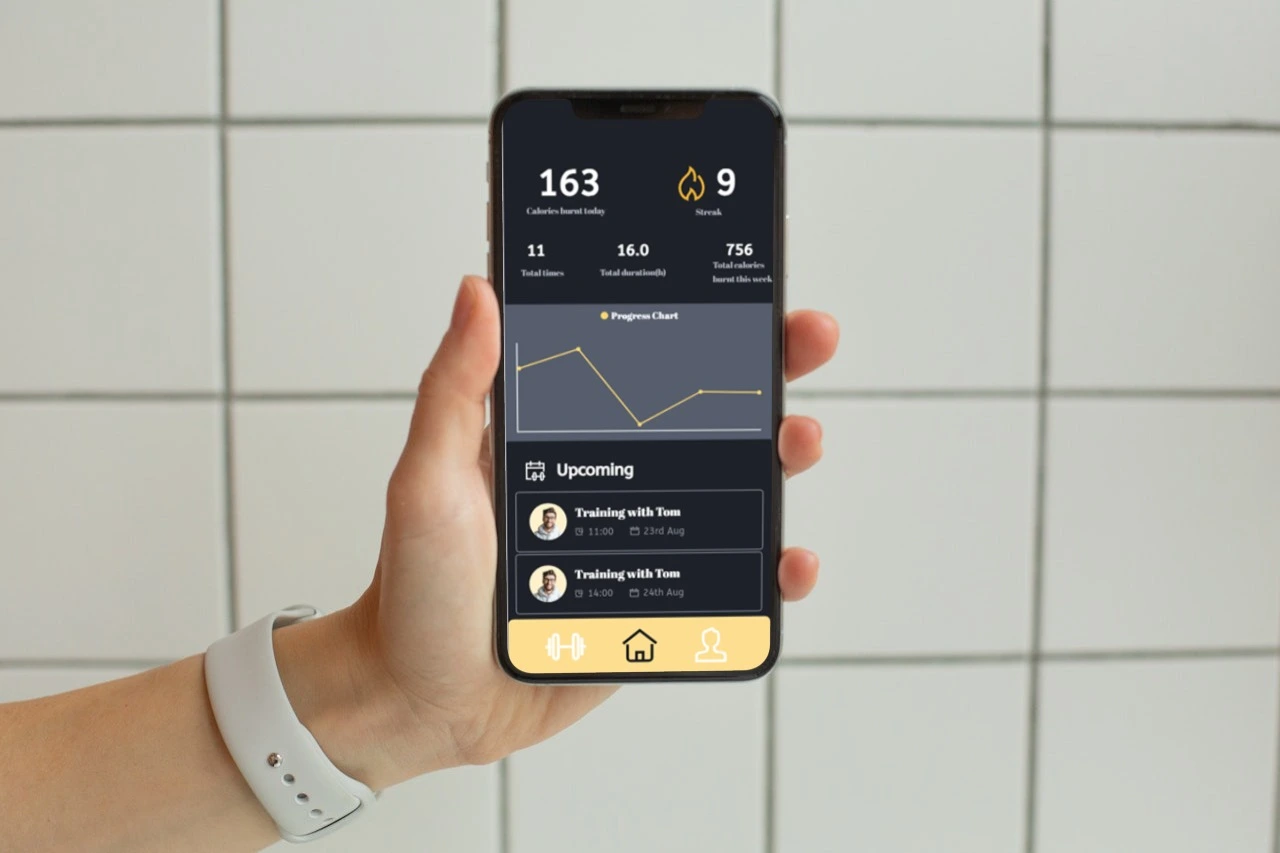 163
9
Calories burnt today
Streak
11
16.0
756
Total times
Total duration(h)
Total calories
burnt this week
Progress Chart
Upcoming
Training with Tom
11:00
23rd Aug
Training with Tom
14:00
24th Aug